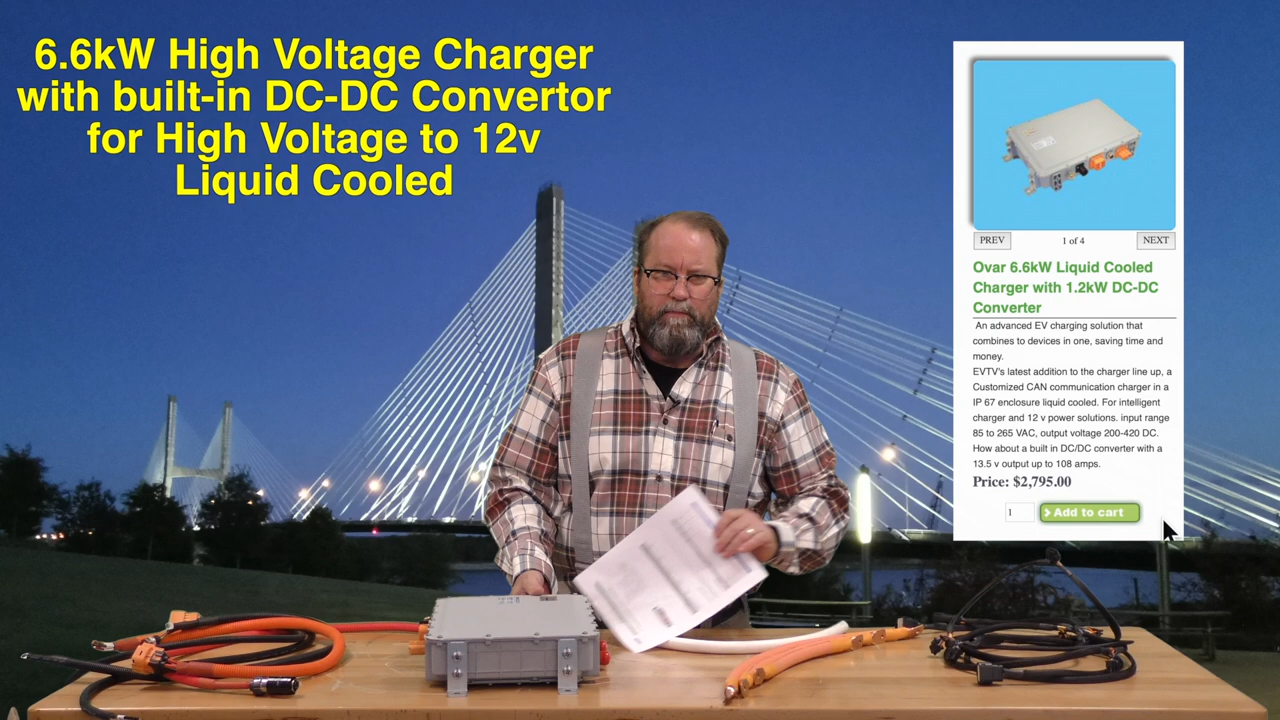 6.6kW High Voltage Charger
with built-in DC-DC Convertor
for High Voltage to 12v
Liquid Cooled
PREV
1 of 4
NEXT
Ovar 6.6kW Liquid Cooled
Charger with 1.2kW DC-DC
Converter
An advanced EV charging solution that
combines to devices in one, saving time and
money.
EVTV's latest addition to the charger line up, a
Customized CAN communication charger in a
IP 67 enclosure liquid cooled. For intelligent
charger and 12 v power solutions. input range
85 to 265 VAC, output voltage 200-420 DC.
How about a built in DC/DC converter with a
13.5 v output up to 108 amps.
Price: $2,795.00
1
Add to cart